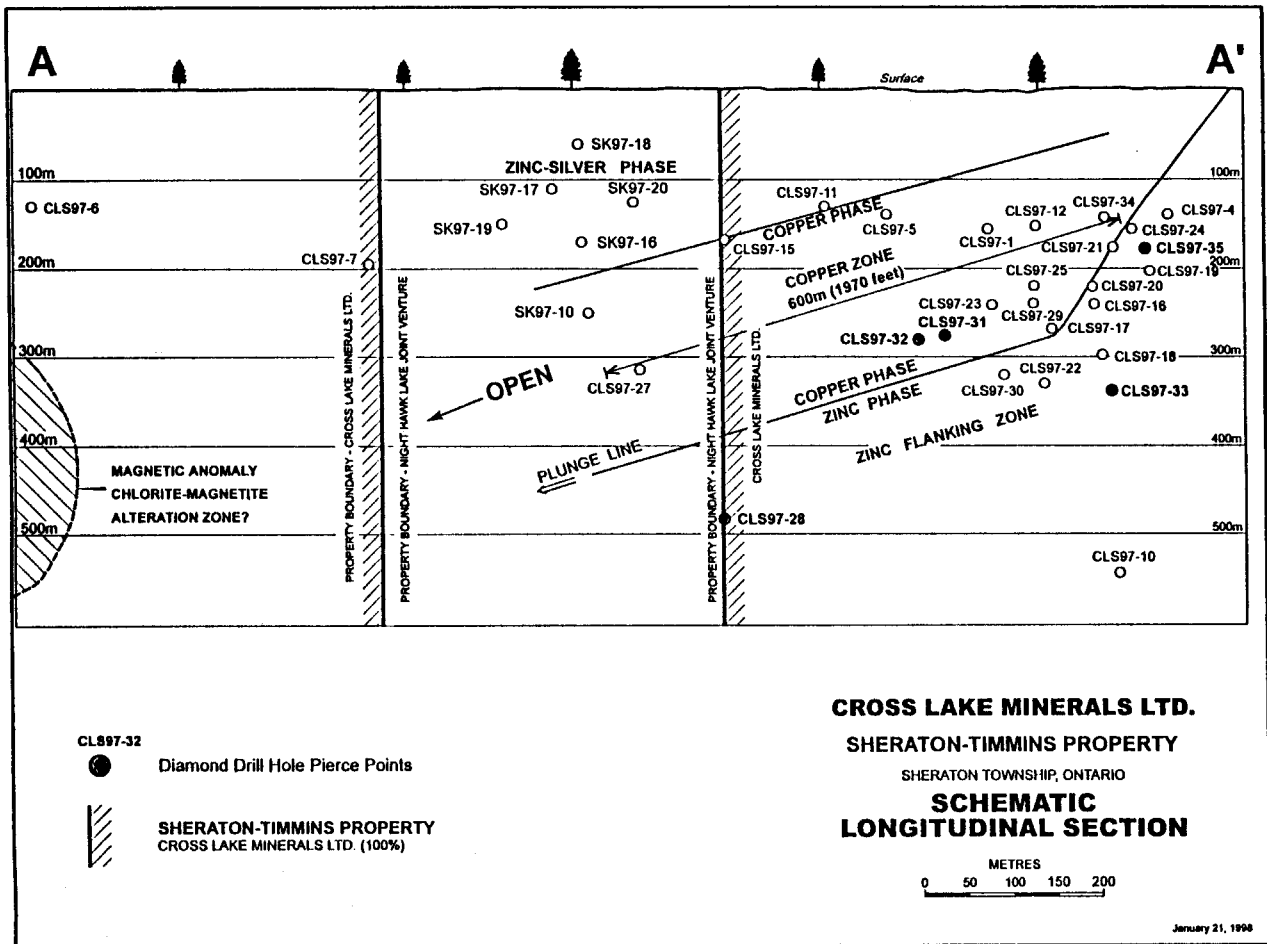 A
A'
Surface
SK97-18
ZINC-SILVER PHASE
100m
100m
SK97-17
SK97-20
CLS97-11
CLS97-34
CLS97-6
COPPER PHASE
CLS97-12
CLS97-4
SK97-19
CLS97-5
CLS97-24
SK97-16
CLS97-15
CLS97-1
CLS97-21
CLS97-35
CLS97-7
COPPER ZONE
600m (1970 feet)
CLS97-25
CLS97-19
200m
200m
CLS97-20
SK97-10
CLS97-23
CLS97-16
CLS97-31
CLS97-29
CLS97-17
CLS97-32
300m
300m
CLS97-18
OPEN
CLS97-27
COPPER PHASE
ZINC PHASE
CLS97-22
CLS97-30
CLS97-33
400m
400m
PLUNGE LINE
ZINC FLANKING ZONE
MAGNETIC ANOMALY
CHLORITE-MAGNETITE
ALTERATION ZONE?
500m
500m
CLS97-28
CLS97-10
PROPERTY BOUNDARY - CROSS LAKE MINERALS LTD.
PROPERTY BOUNDARY - NIGHT HAWK LAKE JOINT VENTURE
PROPERTY BOUNDARY - NIGHT HAWK LAKE JOINT VENTURE
CROSS LAKE MINERALS LTD.
CLS97-32
Diamond Drill Hole Pierce Points
SHERATON-TIMMINS PROPERTY
CROSS LAKE MINERALS LTD. (100%)
CROSS LAKE MINERALS LTD.
SHERATON-TIMMINS PROPERTY
SHERATON TOWNSHIP, ONTARIO
SCHEMATIC
LONGITUDINAL SECTION
METRES
0 50 100 150 200
January 21, 1998